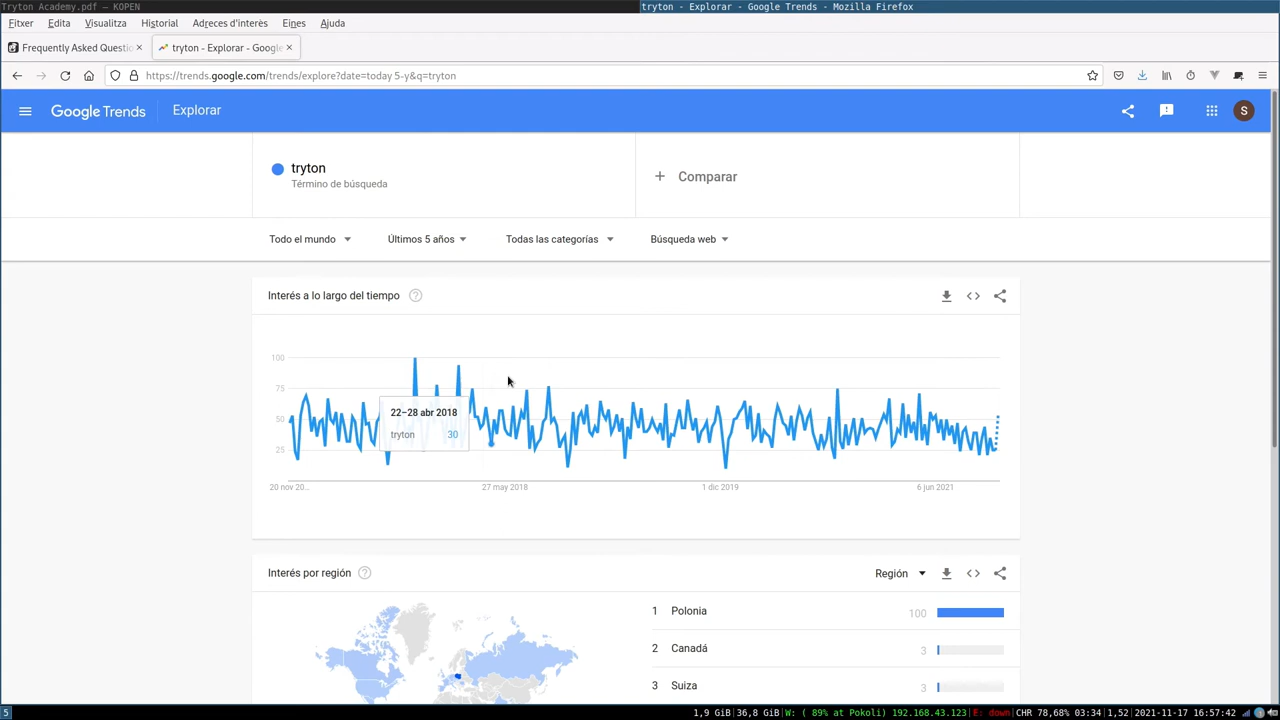 Tryton Academy.pdf — KOPEN
tryton - Explorar - Google Trends - Mozilla Firefox
Fitxer Edita Visualitza Historial Adreces d'interès Eines Ajuda
Frequently Asked Questio
tryton - Explorar - Google
https://trends.google.com/trends/explore?date=today 5-y&q=tryton
Google Trends
Explorar
S
tryton
Término de búsqueda
+ Comparar
Todo el mundo
Últimos 5 años
Todas las categorías
Búsqueda web
Interés a lo largo del tiempo
100
75
50
25
22–28 abr 2018
tryton 30
20 nov 20...
27 may 2018
1 dic 2019
6 jun 2021
Interés por región
Región
1 Polonia 100
2 Canadá 3
3 Suiza 3
5
1,9 GiB|36,8 GiB|W: ( 89% at Pokoli) 192.168.43.123|E: down|CHR 78,68% 03:34|1,52|2021-11-17 16:57:42